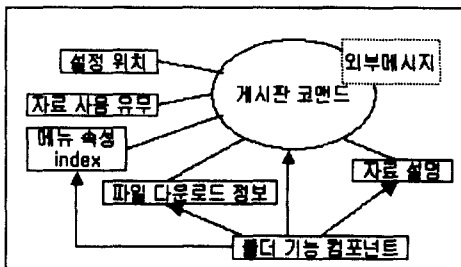 외부메시지
설정 위치
게시판 코맨드
자료 사용 유무
메뉴 속성
index
자료 설명
파일 다운로드 정보
폴더 기능 컴포넌트